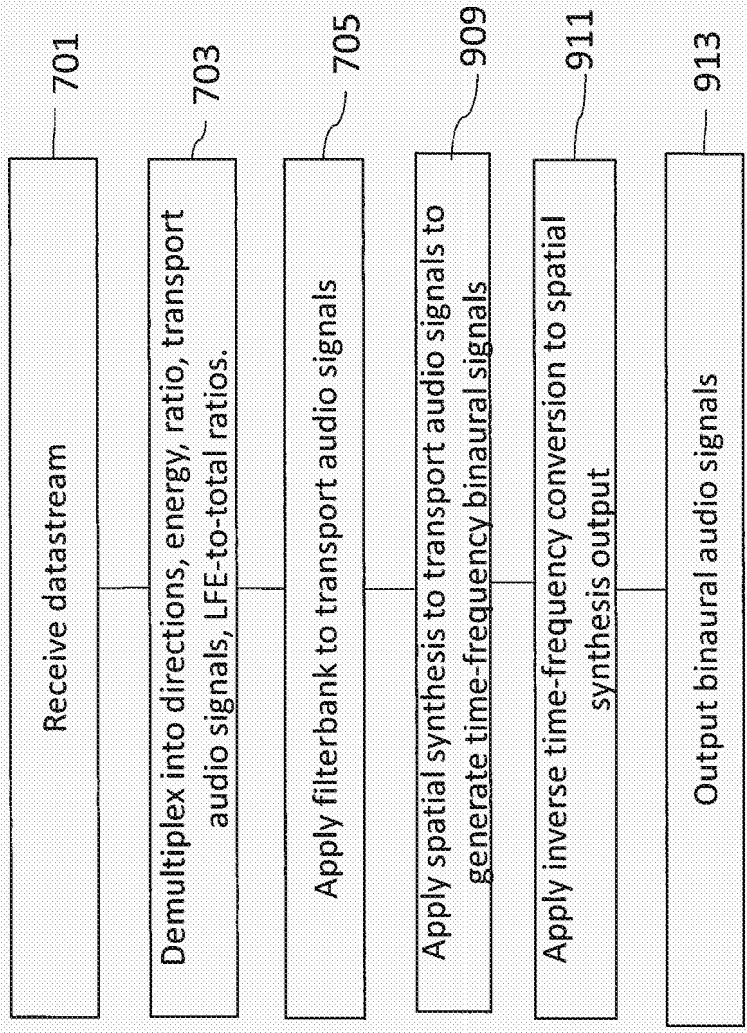 Receive datastream
701
Demultiplex into directions, energy, ratio, transport
audio signals, LFE-to-total ratios.
703
Apply filterbank to transport audio signals
705
Apply spatial synthesis to transport audio signals to
generate time-frequency binaural signals
909
Apply inverse time-frequency conversion to spatial
synthesis output
911
Output binaural audio signals
913